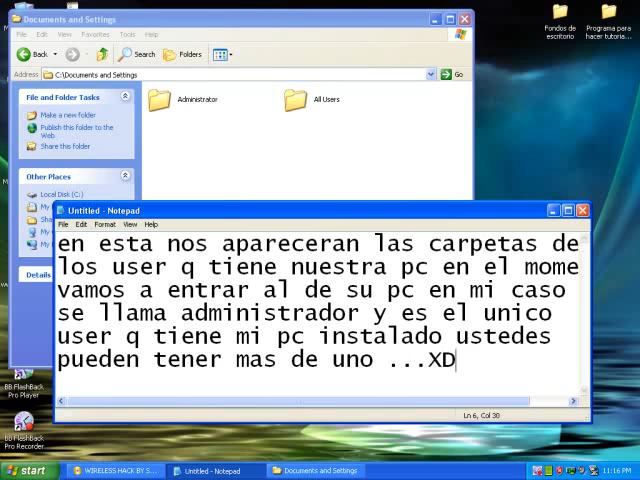 Documents and Settings
File Edit View Favorites Tools Help
Back Search Folders
Address C:\Documents and Settings Go
File and Folder Tasks
Make a new folder
Publish this folder to the
Web
Share this folder
Other Places
Local Disk (C:)
Details
Administrator
All Users
Fondos de
escritorio
Programa para
hacer tutoria...
Untitled - Notepad
File Edit Format View Help
en esta nos apareceran las carpetas de
los user q tiene nuestra pc en el mome
vamos a entrar al de su pc en mi caso
se llama administrador y es el unico
user q tiene mi pc instalado ustedes
pueden tener mas de uno ...XD
Ln 6, Col 30
BB FlashBack
Pro Player
BB FlashBack
Pro Recorder
start
WIRELESS HACK BY S...
Untitled - Notepad
Documents and Settings
11:16 PM